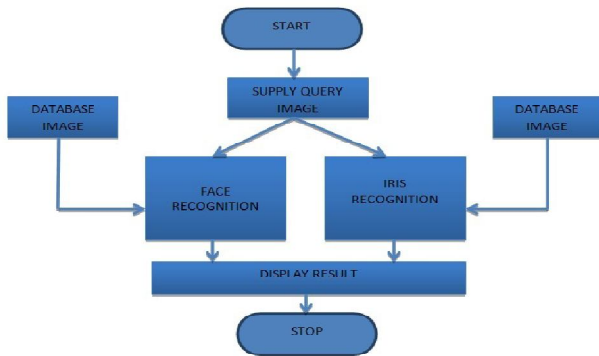 START
SUPPLY QUERY
IMAGE
DATABASE
IMAGE
DATABASE
IMAGE
FACE
RECOGNITION
IRIS
RECOGNITION
DISPLAY RESULT
STOP